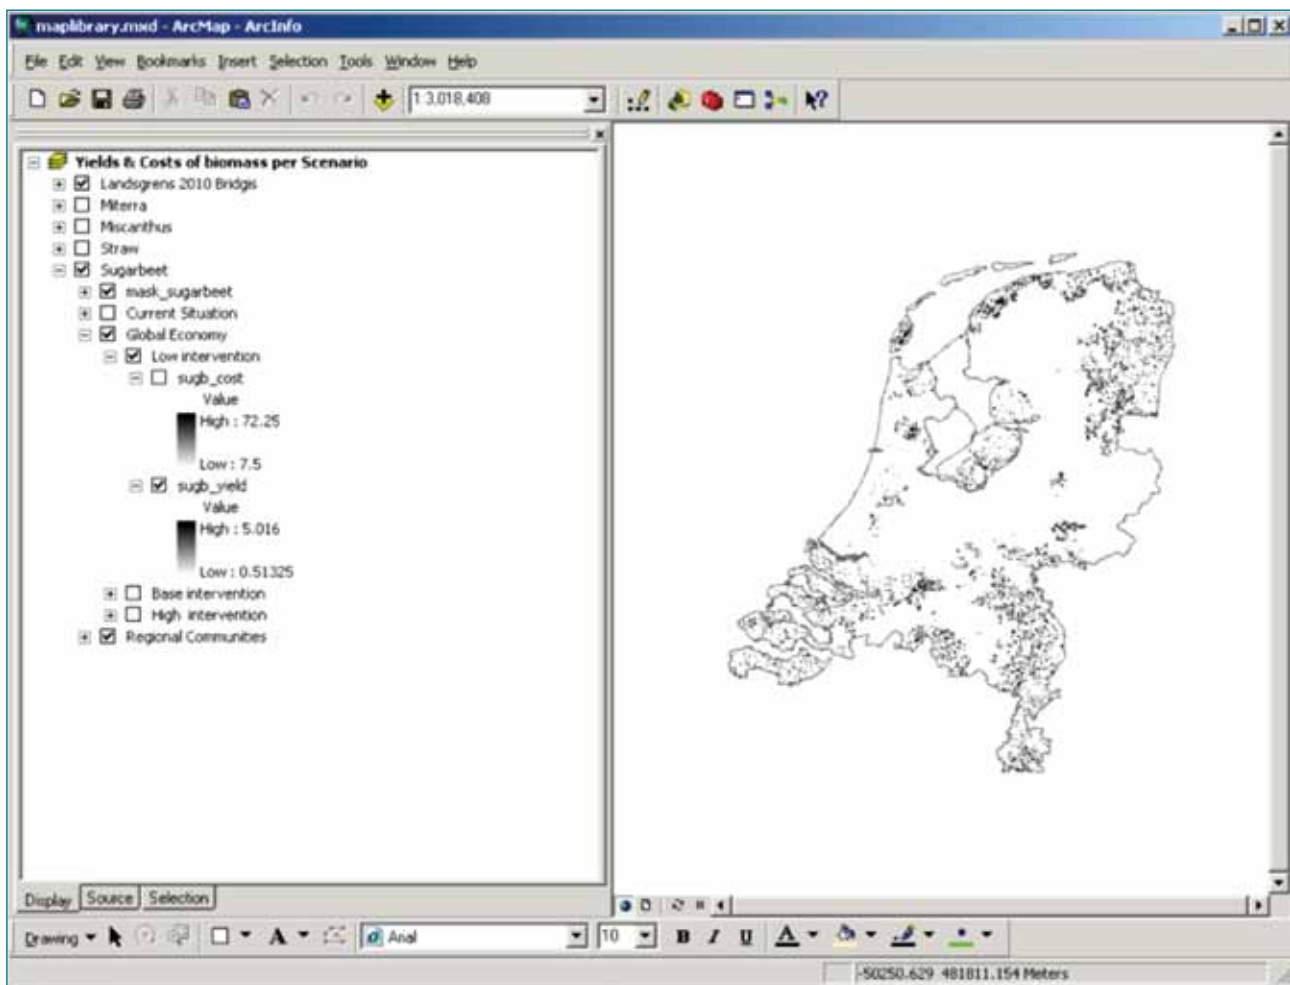 maplibrary.mxd - ArcMap - ArcInfo
File Edit View Bookmarks Insert Selection Tools Window Help
1:3,018,408
Yields & Costs of biomass per Scenario
Landsgrens 2010 Bridgis
Miterra
Miscanthus
Straw
Sugarbeet
mask_sugarbeet
Current Situation
Global Economy
Low intervention
sugb_cost
Value
High : 72.25
Low : 7.5
sugb_yield
Value
High : 5.016
Low : 0.51325
Base intervention
High intervention
Regional Communities
Display Source Selection
Drawing A Arial 10 B I U A
-50250.629 481811.154 Meters